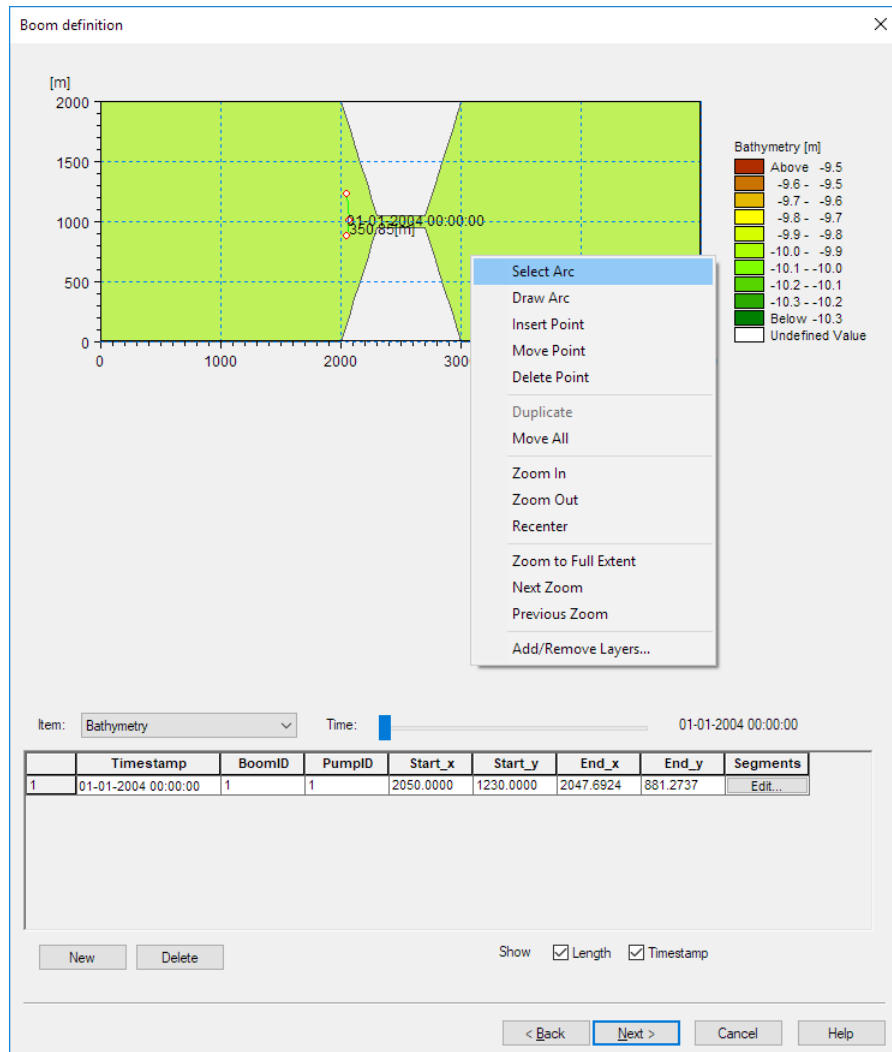 Boom definition
[m]
2000
1500
1000
500
0
0
1000
2000
01-01-2004 00:00:00
350.85[m]
Bathymetry [m]
Above -9.5
-9.6 - -9.5
-9.7 - -9.6
-9.8 - -9.7
-9.9 - -9.8
-10.0 - -9.9
-10.1 - -10.0
-10.2 - -10.1
-10.3 - -10.2
Below -10.3
Undefined Value
Select Arc
Draw Arc
Insert Point
Move Point
Delete Point
Duplicate
Move All
Zoom In
Zoom Out
Recenter
Zoom to Full Extent
Next Zoom
Previous Zoom
Add/Remove Layers...
Item: Bathymetry Time: 01-01-2004 00:00:00
Timestamp BoomID PumpID Start_x Start_y End_x End_y Segments
1 01-01-2004 00:00:00 1 1 2050.0000 1230.0000 2047.6924 881.2737 Edit...
New Delete Show Length Timestamp
< Back Next > Cancel Help